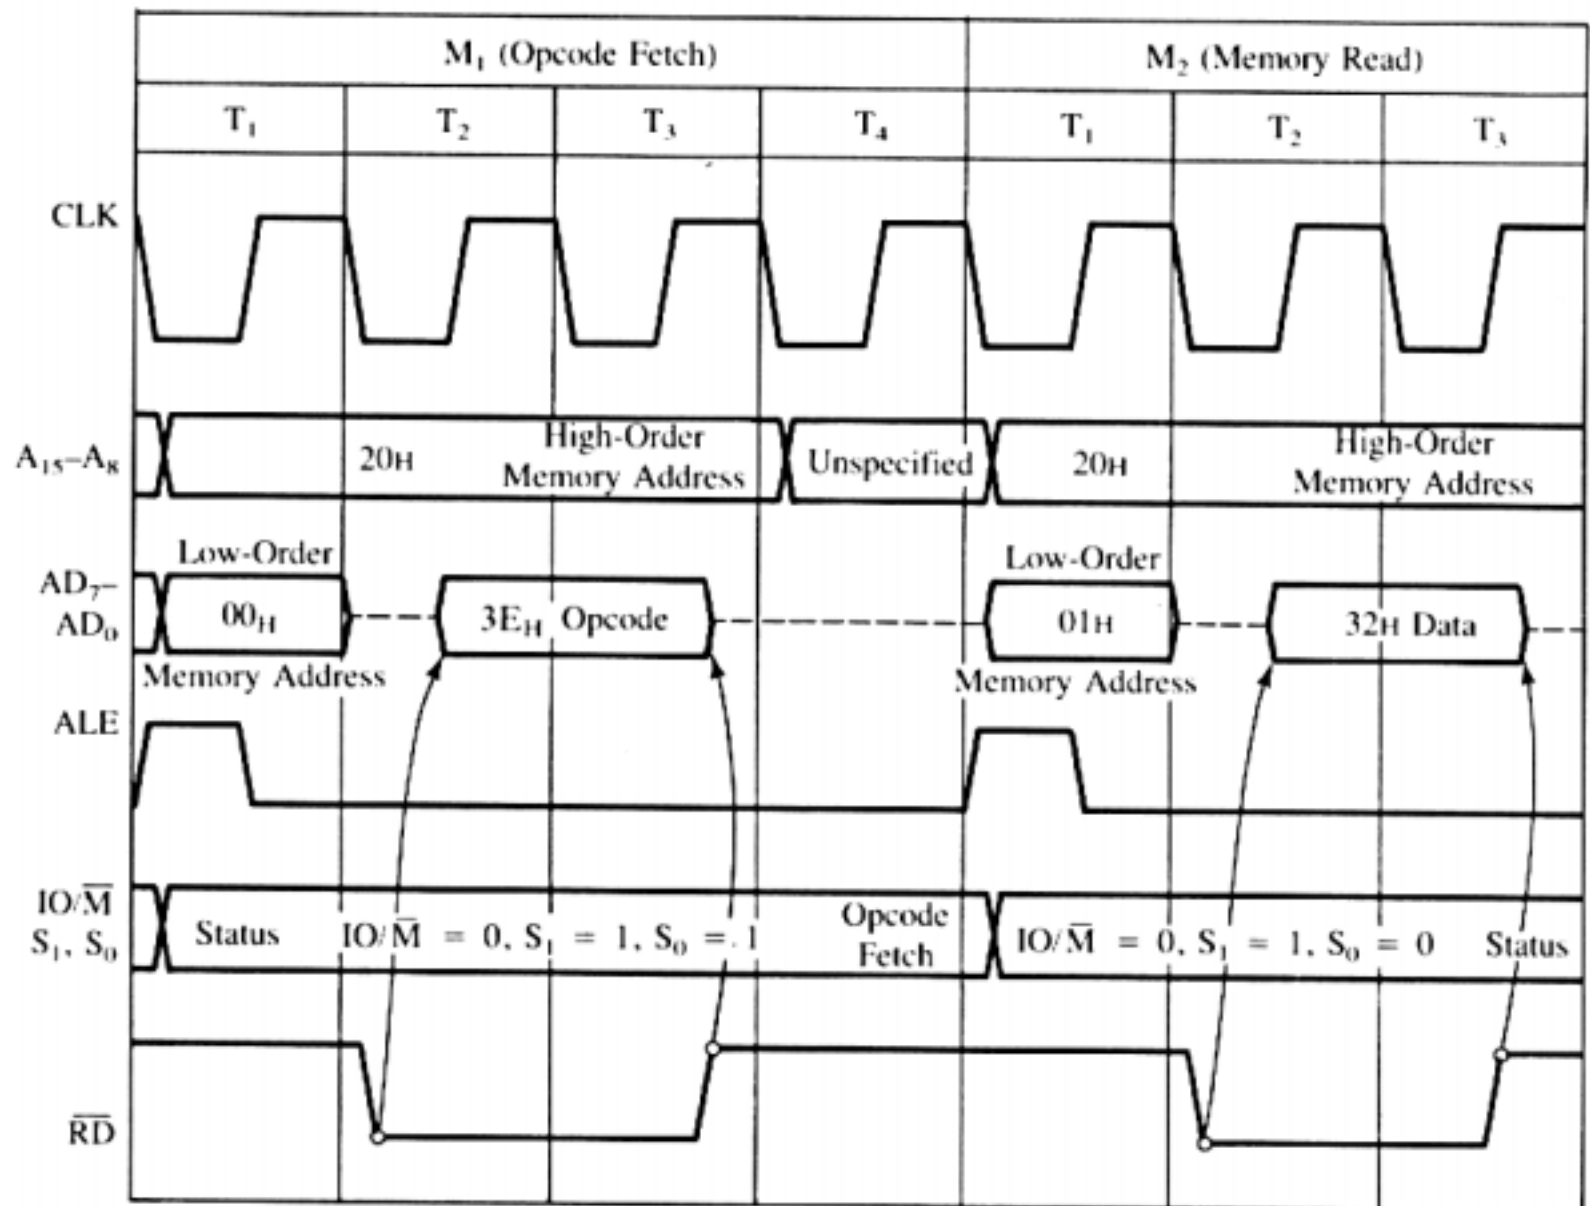 M₁ (Opcode Fetch)
M₂ (Memory Read)
T₁ T₂ T₃ T₄ T₁ T₂ T₃
CLK
A₁₅–A₈
20H
High-Order
Memory Address
Unspecified
20H
High-Order
Memory Address
AD₇–
AD₀
Low-Order
00H
Memory Address
3EH Opcode
Low-Order
01H
Memory Address
32H Data
ALE
IO/M̅
S₁, S₀
Status IO/M̅ = 0, S₁ = 1, S₀ = 1
Opcode
Fetch
IO/M̅ = 0, S₁ = 1, S₀ = 0 Status
R̅D̅